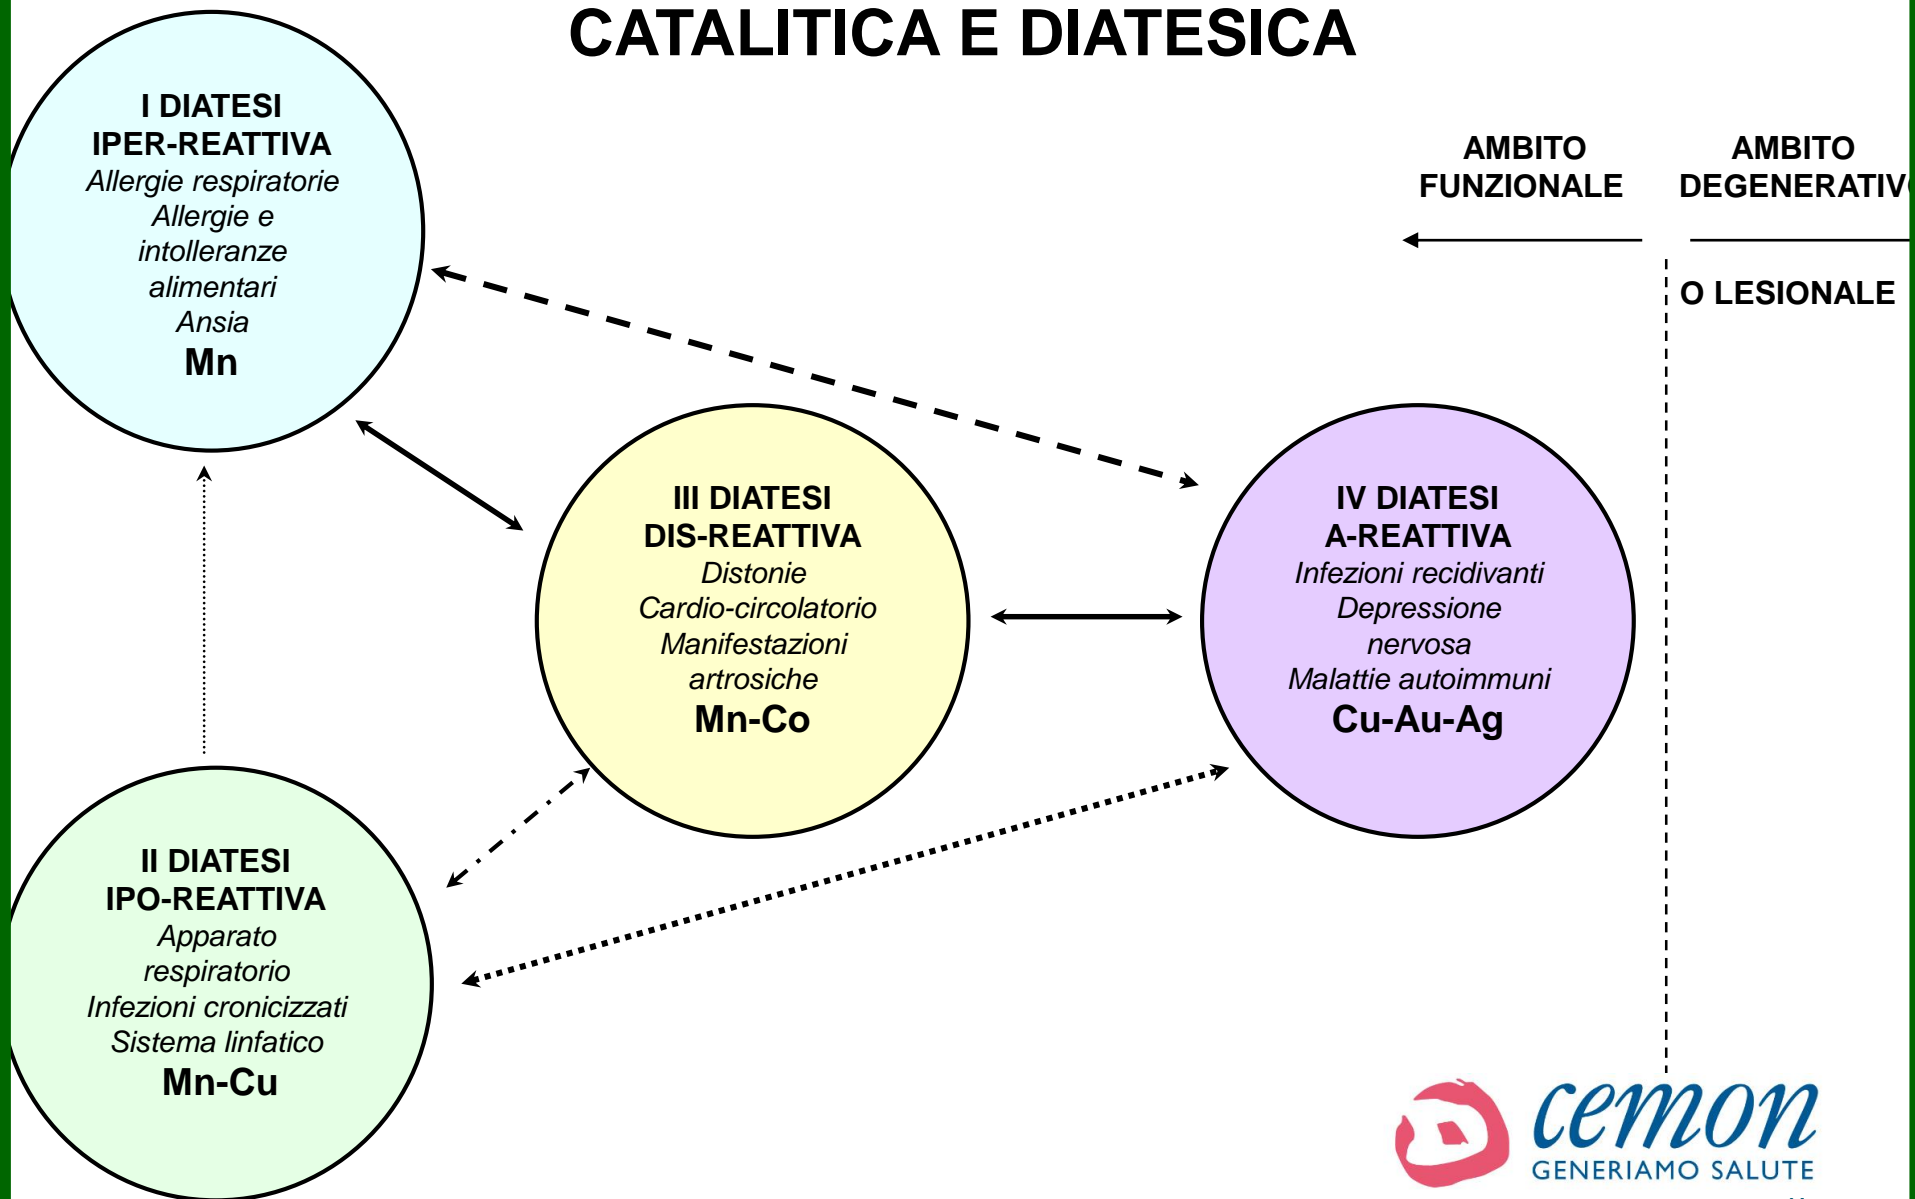 CATALITICA E DIATESICA
I DIATESI
IPER-REATTIVA
Allergie respiratorie
Allergie e
intolleranze
alimentari
Ansia
Mn
AMBITO
FUNZIONALE
AMBITO
DEGENERATIVO
O LESIONALE
III DIATESI
DIS-REATTIVA
Distonie
Cardio-circolatorio
Manifestazioni
artrosiche
Mn-Co
IV DIATESI
A-REATTIVA
Infezioni recidivanti
Depressione
nervosa
Malattie autoimmuni
Cu-Au-Ag
II DIATESI
IPO-REATTIVA
Apparato
respiratorio
Infezioni cronicizzati
Sistema linfatico
Mn-Cu
cemon
GENERIAMO SALUTE